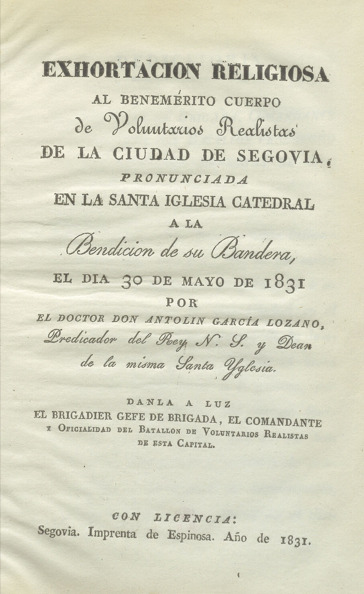 EXHORTACION RELIGIOSA
AL BENEMÉRITO CUERPO
de Voluntarios Realistas
DE LA CIUDAD DE SEGOVIA,
PRONUNCIADA
EN LA SANTA IGLESIA CATEDRAL
A LA
Bendicion de su Bandera,
EL DIA 30 DE MAYO DE 1831
POR
EL DOCTOR DON ANTOLIN GARCÍA LOZANO,
Predicador del Rey N. S. y Dean
de la misma Santa Yglesia.
DANLA A LUZ
EL BRIGADIER GEFE DE BRIGADA, EL COMANDANTE
Y OFICIALIDAD DEL BATALLON DE VOLUNTARIOS REALISTAS
DE ESTA CAPITAL.
CON LICENCIA:
Segovia. Imprenta de Espinosa. Año de 1831.